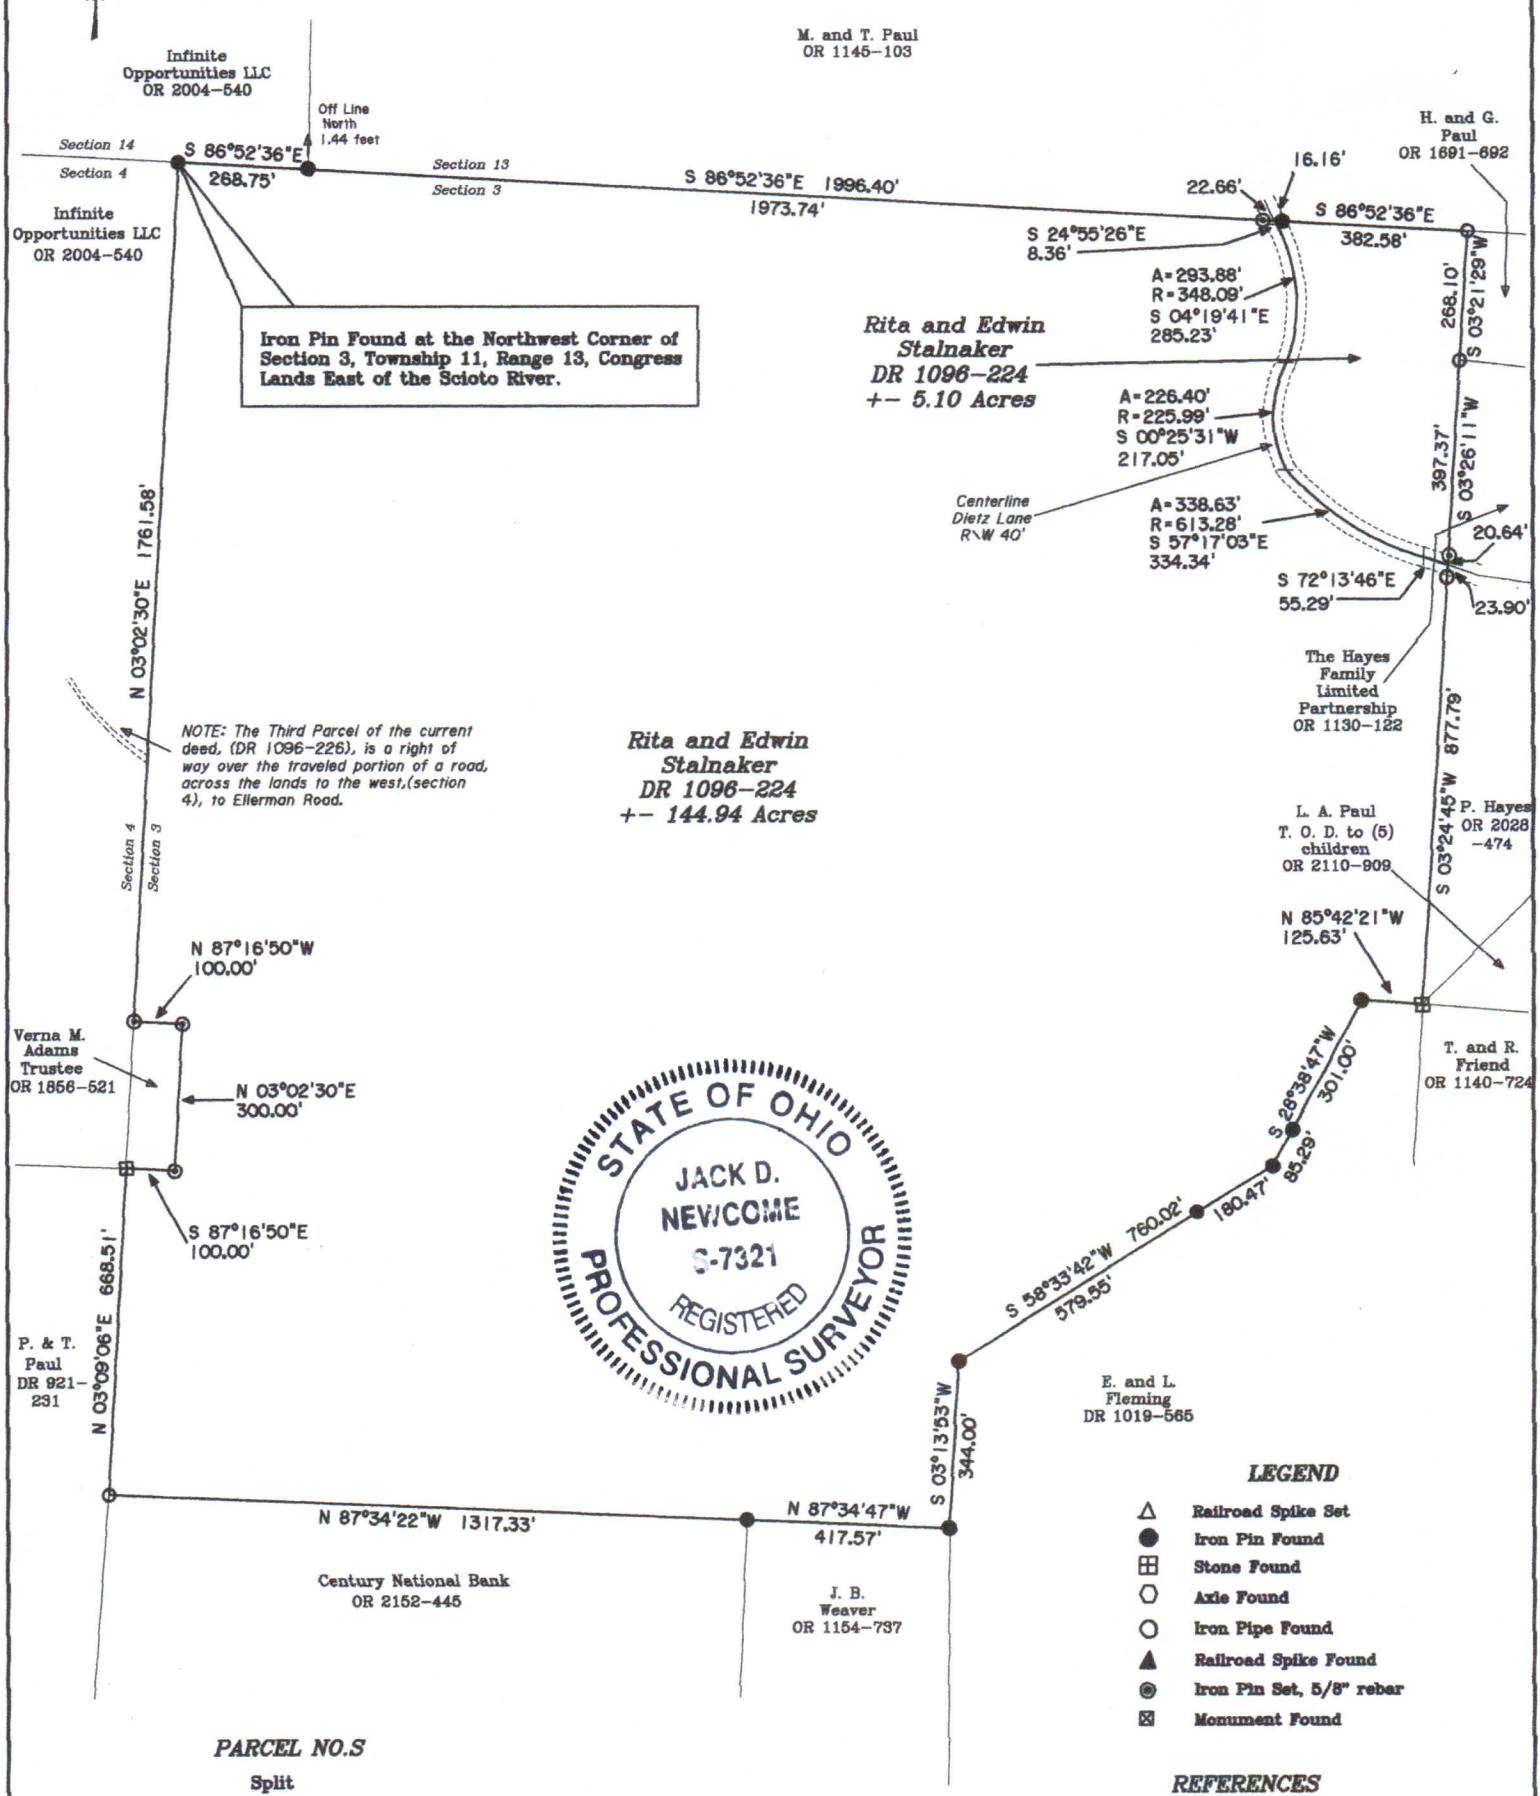 M. and T. Paul
OR 1145-103
Infinite
Opportunities LLC
OR 2004-540
Off Line
North
1.44 feet
H. and G.
Paul
OR 1691-692
Section 14
Section 4
S 86°52'36"E
268.75'
Section 13
Section 3
S 86°52'36"E 1996.40'
1973.74'
22.66'
16.16'
S 86°52'36"E
382.58'
Infinite
Opportunities LLC
OR 2004-540
S 24°55'26"E
8.36'
268.10'
S 03°21'29"W
A=293.88'
R=348.09'
S 04°19'41"E
285.23'
Iron Pin Found at the Northwest Corner of
Section 3, Township 11, Range 13, Congress
Lands East of the Scioto River.
Rita and Edwin
Stalnaker
DR 1096-224
+- 5.10 Acres
A=226.40'
R=225.99'
S 00°25'31"W
217.05'
397.37'
S 03°26'11"W
Centerline
Dietz Lane
R\W 40'
A=338.63'
R=613.28'
S 57°17'03"E
334.34'
20.64'
S 72°13'46"E
55.29'
23.90'
N 03°02'30"E 1761.58'
The Hayes
Family
Limited
Partnership
OR 1130-122
NOTE: The Third Parcel of the current
deed, (DR 1096-226), is a right of
way over the traveled portion of a road,
across the lands to the west,(section
4), to Ellerman Road.
Rita and Edwin
Stalnaker
DR 1096-224
+- 144.94 Acres
S 03°24'45"W 877.79'
L. A. Paul
T. O. D. to (5)
children
OR 2110-909
P. Hayes
OR 2028
-474
Section 4
Section 3
N 85°42'21"W
125.63'
N 87°16'50"W
100.00'
Verna M.
Adams
Trustee
OR 1856-521
N 03°02'30"E
300.00'
T. and R.
Friend
OR 1140-724
S 28°38'47"W
301.00'
85.29'
STATE OF OHIO
JACK D.
NEWCOME
S-7321
REGISTERED
PROFESSIONAL SURVEYOR
S 87°16'50"E
100.00'
180.47'
S 58°33'42"W 760.02'
579.55'
N 03°09'06"E 668.51'
P. & T.
Paul
DR 921-
231
S 03°13'53"W
344.00'
E. and L.
Fleming
DR 1019-565
N 87°34'22"W 1317.33'
N 87°34'47"W
417.57'
Century National Bank
OR 2152-445
J. B.
Weaver
OR 1154-737
LEGEND
Railroad Spike Set
Iron Pin Found
Stone Found
Axle Found
Iron Pipe Found
Railroad Spike Found
Iron Pin Set, 5/8" rebar
Monument Found
PARCEL NO.S
Split
REFERENCES